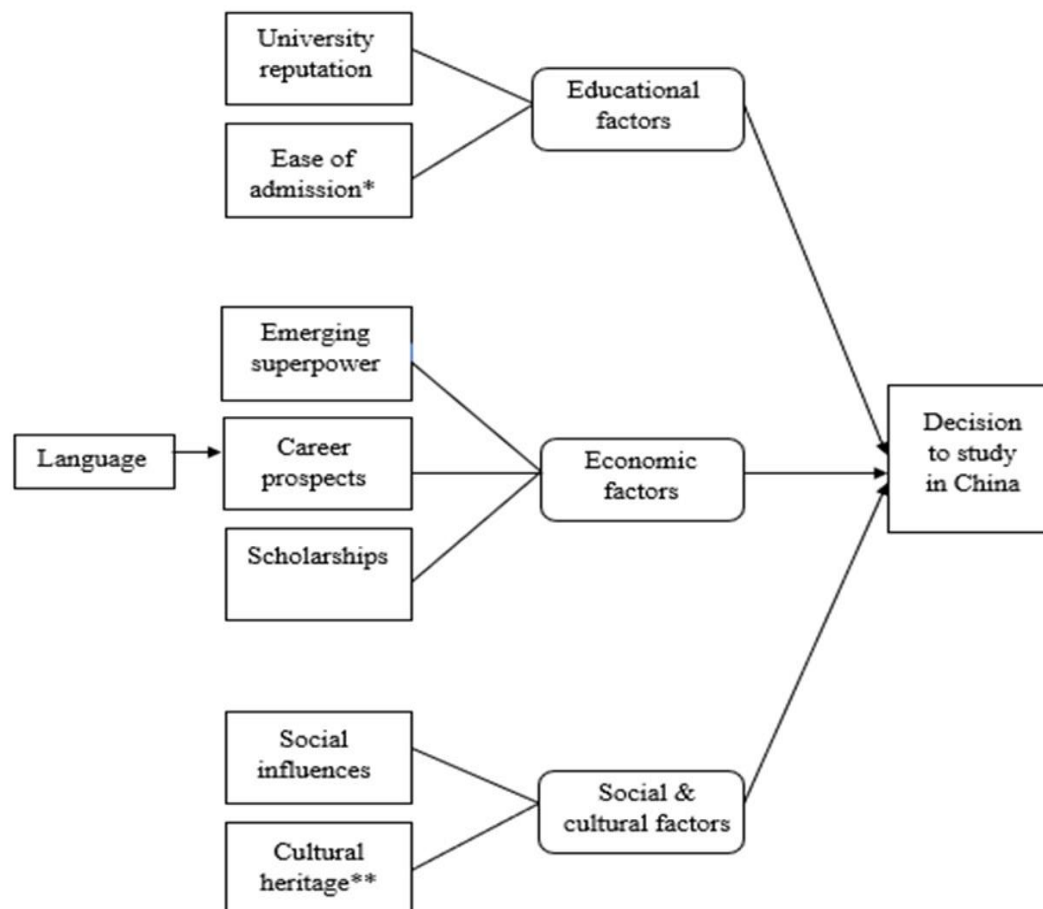 University
reputation
Educational
factors
Ease of
admission*
Emerging
superpower
Language
Career
prospects
Economic
factors
Decision
to study
in China
Scholarships
Social
influences
Social &
cultural factors
Cultural
heritage**